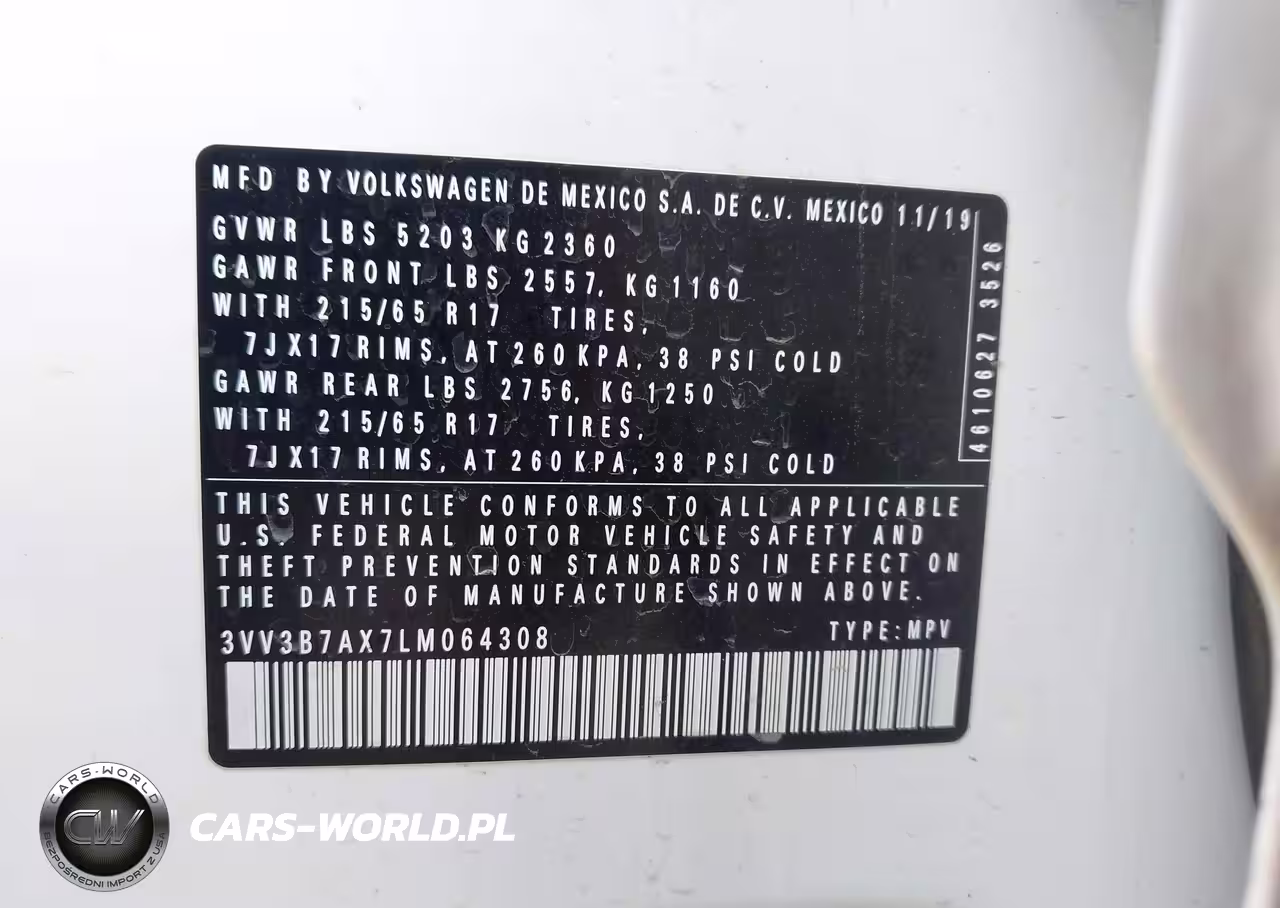 MFD BY VOLKSWAGEN DE MEXICO S.A. DE C.V. MEXICO 11/19
GVWR LBS 5203 KG 2360
GAWR FRONT LBS 2557, KG 1160
WITH 215/65 R17 TIRES,
7JX17 RIMS, AT 260 KPA, 38 PSI COLD
GAWR REAR LBS 2756, KG 1250
WITH 215/65 R17 TIRES,
7JX17 RIMS, AT 260 KPA, 38 PSI COLD
4610627 3526
THIS VEHICLE CONFORMS TO ALL APPLICABLE
U.S. FEDERAL MOTOR VEHICLE SAFETY AND
THEFT PREVENTION STANDARDS IN EFFECT ON
THE DATE OF MANUFACTURE SHOWN ABOVE.
3VV3B7AX7LM064308 TYPE:MPV
CARS-WORLD
CW
BEZPOŚREDNI IMPORT Z USA
CARS-WORLD.PL